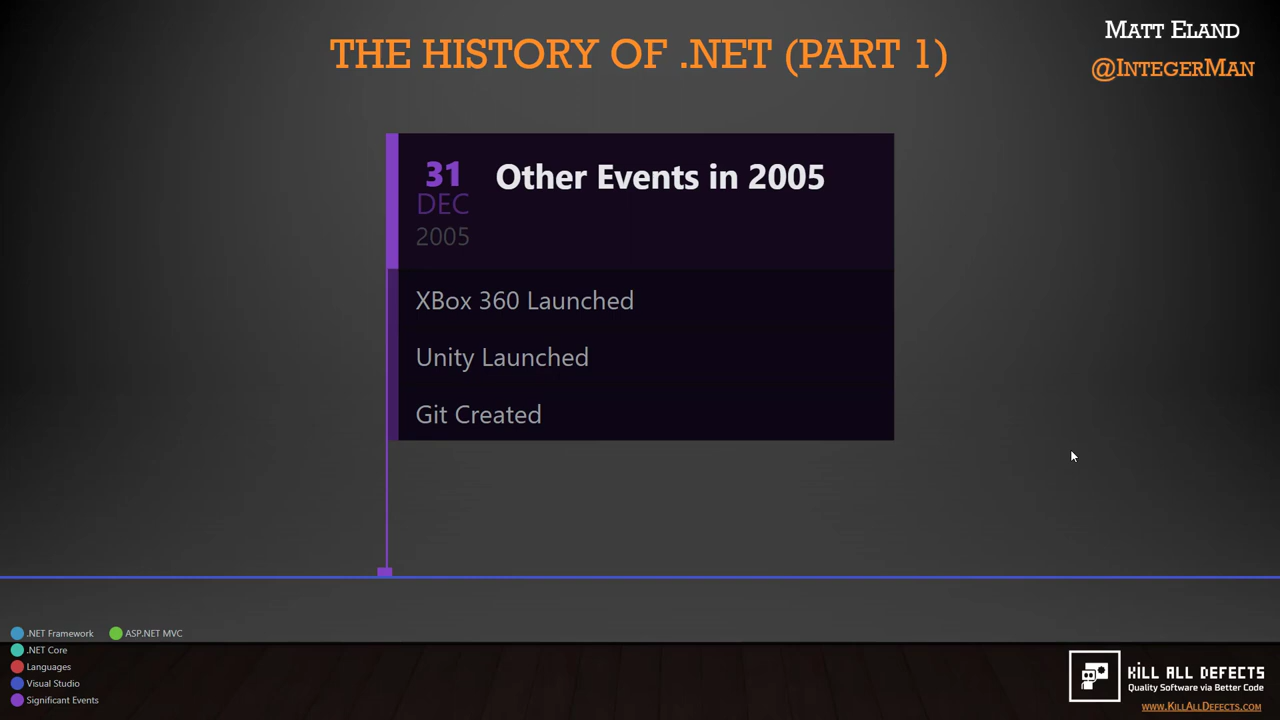 THE HISTORY OF .NET (PART 1)
MATT ELAND
@INTEGERMAN
31
DEC
2005
Other Events in 2005
XBox 360 Launched
Unity Launched
Git Created
.NET Framework
ASP.NET MVC
.NET Core
Languages
Visual Studio
Significant Events
KILL ALL DEFECTS
Quality Software via Better Code
WWW.KILLALLDEFECTS.COM